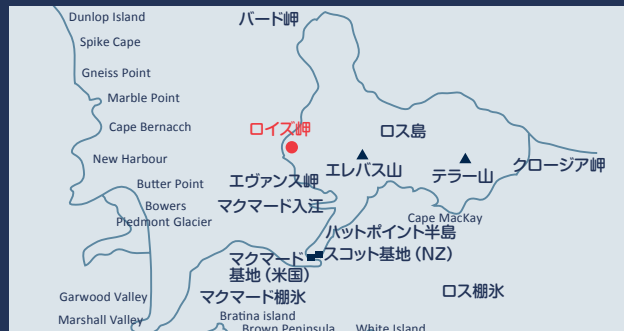 Dunlop Island
バード岬
Spike Cape
Gneiss Point
Marble Point
Cape Bernacch
ロイズ岬
ロス島
New Harbour
エレバス山
テラー山
クロージア岬
Butter Point
エヴァンス岬
Bowers
Piedmont Glacier
マクマード入江
Cape MacKay
ハットポイント半島
マクマード
基地（米国）
スコット基地（NZ）
Garwood Valley
マクマード棚氷
ロス棚氷
Marshall Valley
Bratina island
Brown Peninsula
White Island